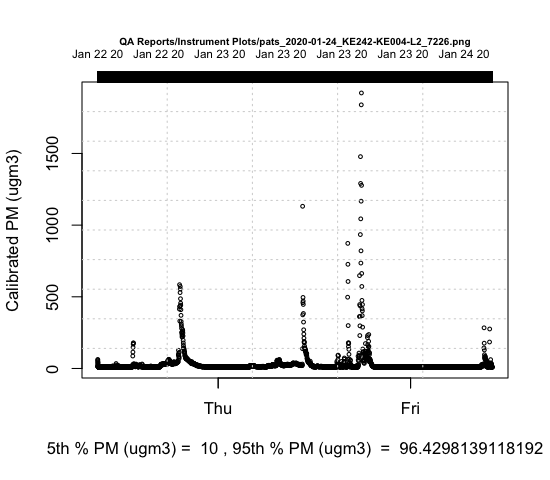 QA Reports/Instrument Plots/pats_2020-01-24_KE242-KE004-L2_7226.png
Jan 22 20 Jan 22 20 Jan 23 20 Jan 23 20 Jan 23 20 Jan 23 20 Jan 24 20
Calibrated PM (ugm3)
1500
1000
500
0
Thu Fri
5th % PM (ugm3) = 10 , 95th % PM (ugm3) = 96.4298139118192